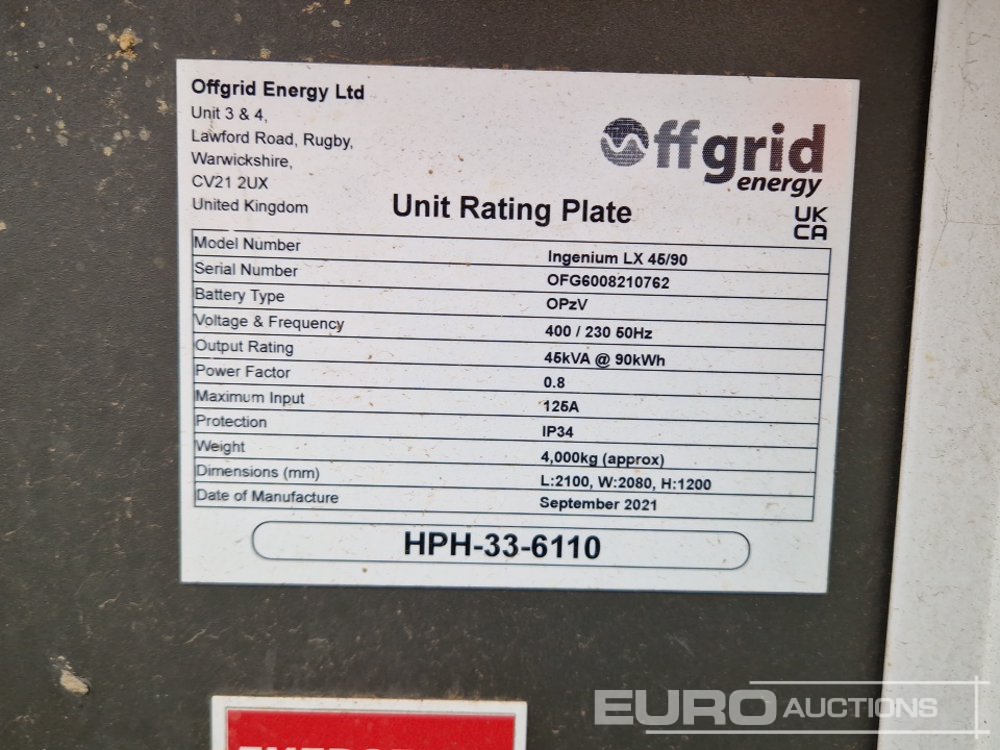 Offgrid Energy Ltd
Unit 3 & 4,
Lawford Road, Rugby,
Warwickshire,
CV21 2UX
United Kingdom
Offgrid
energy
UK
CA
Unit Rating Plate
Model Number Ingenium LX 45/90
Serial Number OFG6008210762
Battery Type OPzV
Voltage & Frequency 400 / 230 50Hz
Output Rating 45kVA @ 90kWh
Power Factor 0.8
Maximum Input 125A
Protection IP34
Weight 4,000kg (approx)
Dimensions (mm) L:2100, W:2080, H:1200
Date of Manufacture September 2021
HPH-33-6110
EURO AUCTIONS